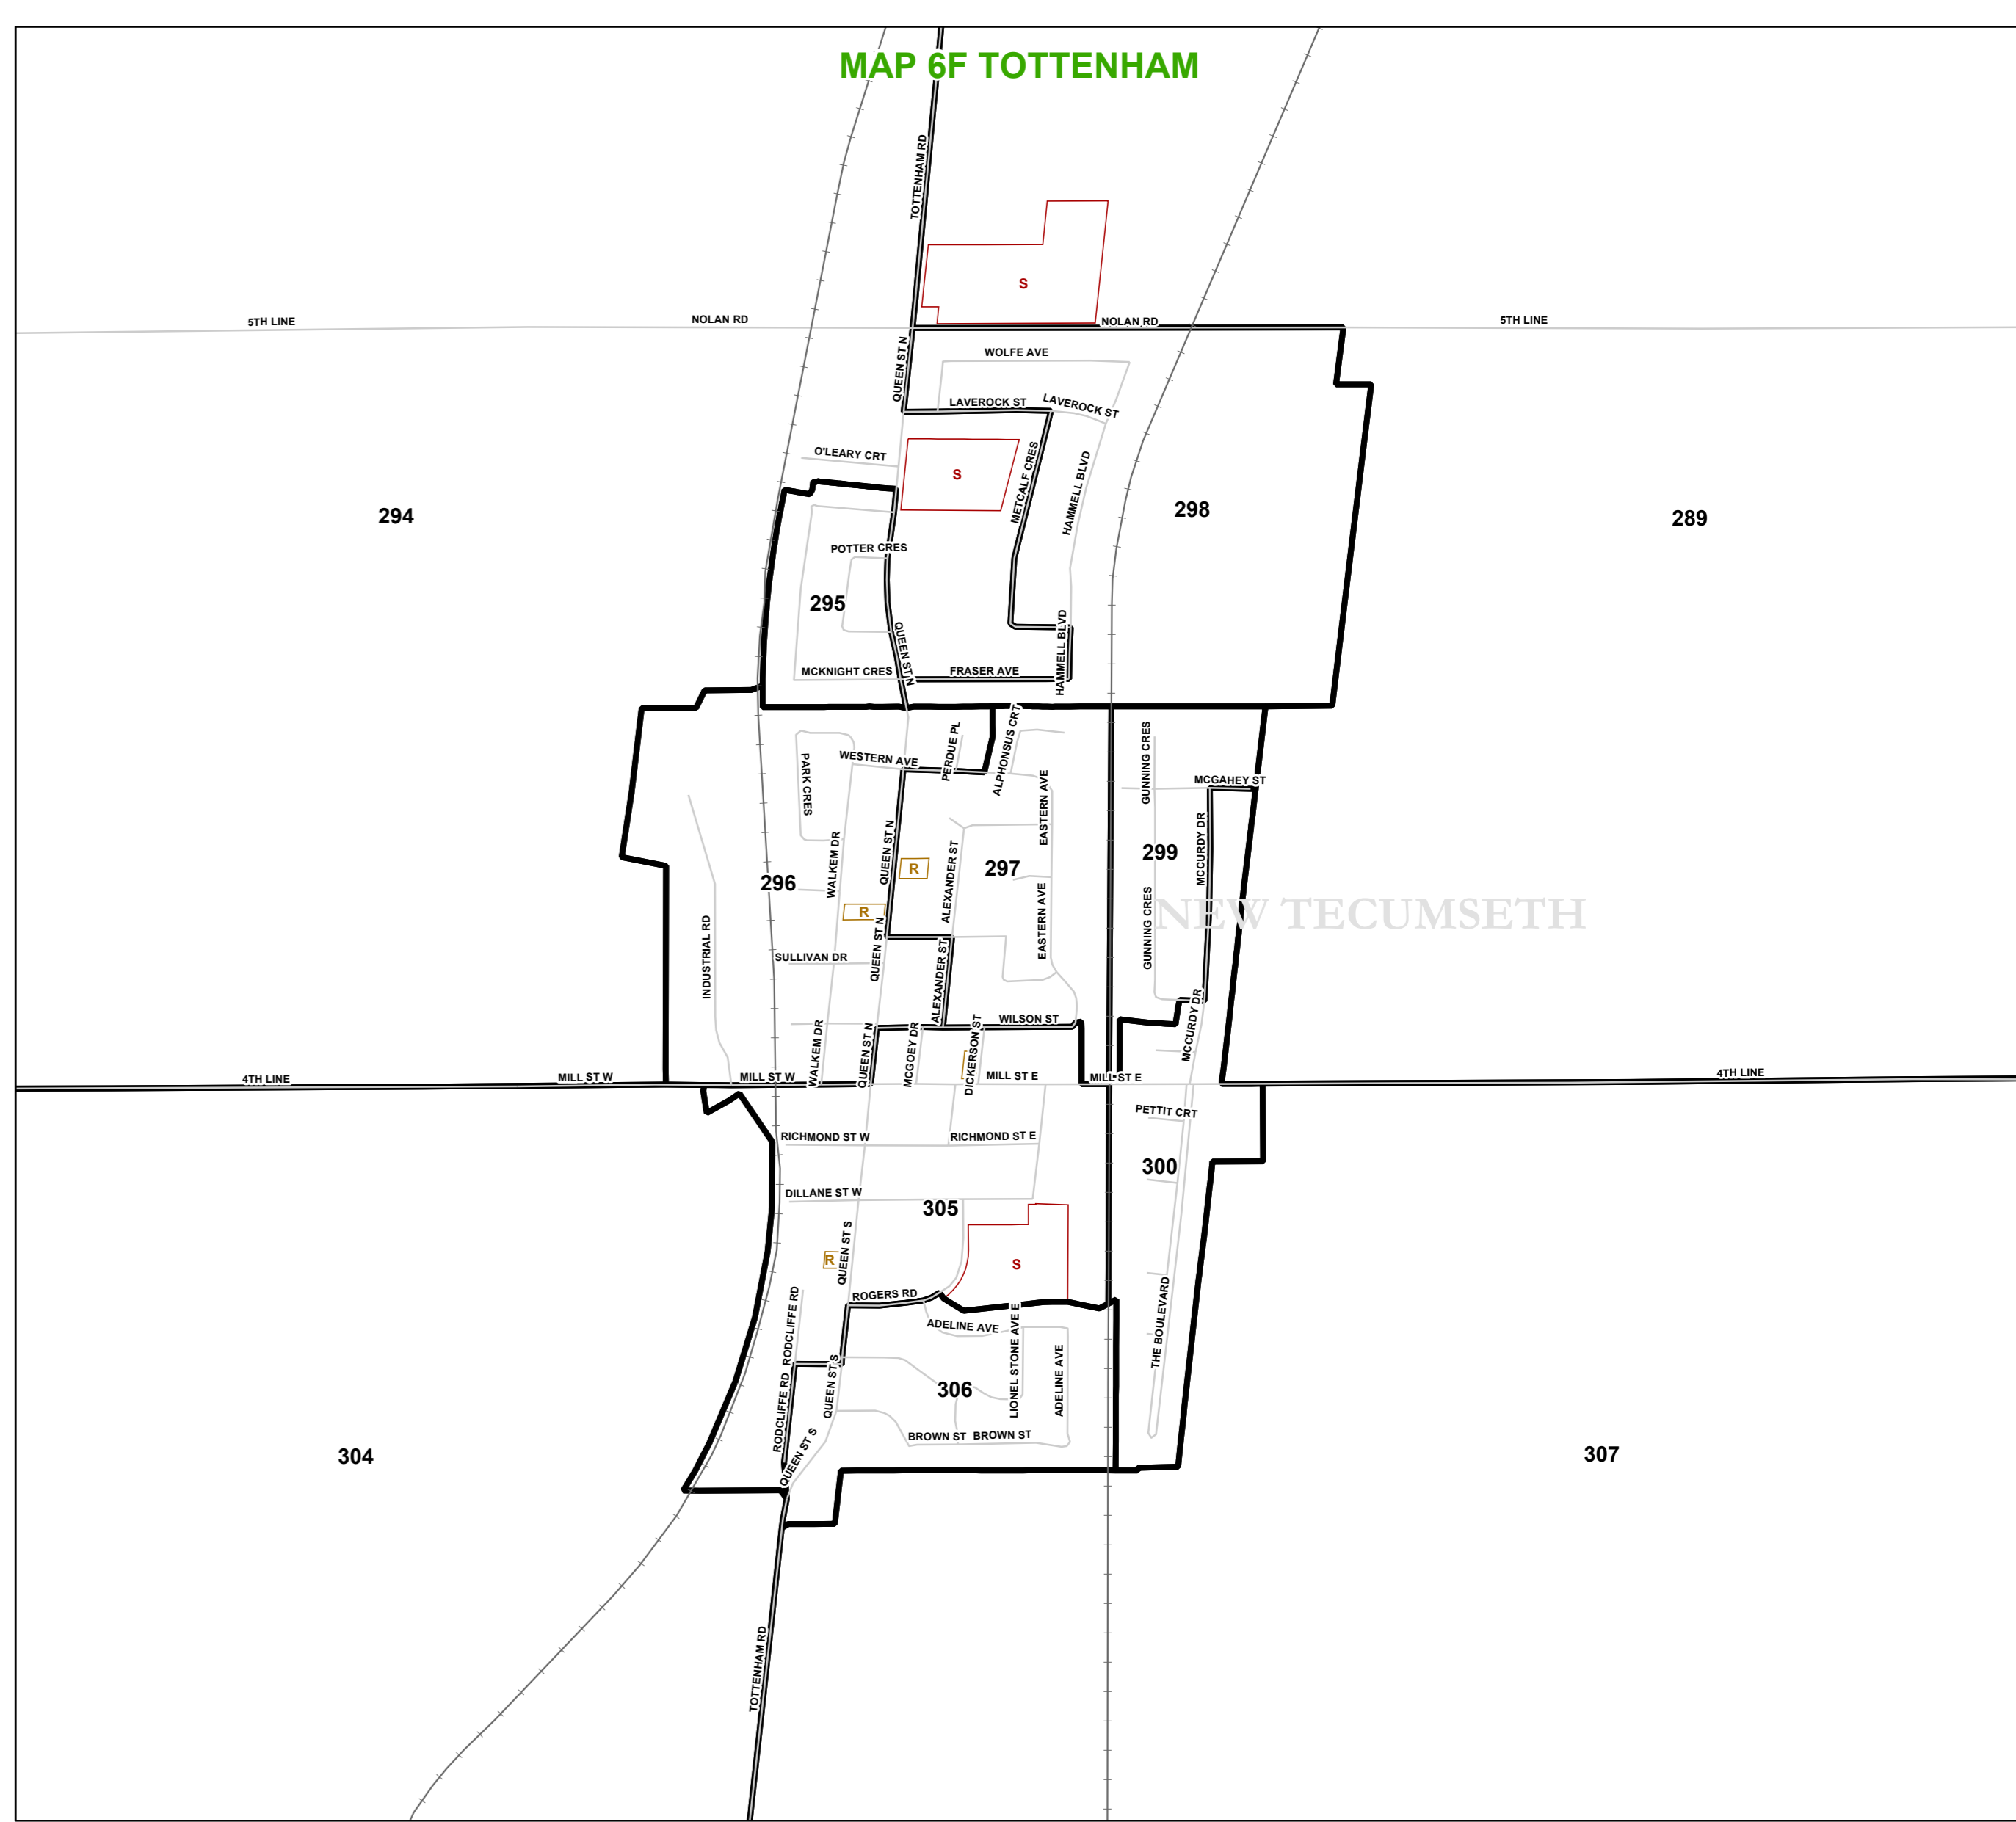 MAP 6F TOTTENHAM
TOTTENHAM RD
S
5TH LINE
NOLAN RD
NOLAN RD
5TH LINE
QUEEN ST N
WOLFE AVE
LAVEROCK ST
LAVEROCK ST
O'LEARY CRT
S
METCALF CRES
HAMMELL BLVD
294
298
289
POTTER CRES
295
QUEEN ST N
HAMMELL BLVD
MCKNIGHT CRES
FRASER AVE
PERDUE PL
ALPHONSUS CRT
GUNNING CRES
WESTERN AVE
PARK CRES
MCGAHEY ST
EASTERN AVE
QUEEN ST N
WALKEM DR
MCCURDY DR
299
R
297
ALEXANDER ST
296
R
EASTERN AVE
GUNNING CRES
NEW TECUMSETH
INDUSTRIAL RD
QUEEN ST N
SULLIVAN DR
ALEXANDER ST
MCCURDY DR
WILSON ST
WALKEM DR
QUEEN ST N
MCGOEY DR
DICKERSON ST
4TH LINE
MILL ST W
MILL ST W
MILL ST E
MILL ST E
4TH LINE
PETTIT CRT
RICHMOND ST W
RICHMOND ST E
300
DILLANE ST W
305
QUEEN ST S
R
S
ROGERS RD
RODCLIFFE RD
ADELINE AVE
LIONEL STONE AVE E
THE BOULEVARD
ADELINE AVE
QUEEN ST S
306
RODCLIFFE RD
QUEEN ST S
BROWN ST
BROWN ST
304
307
TOTTENHAM RD